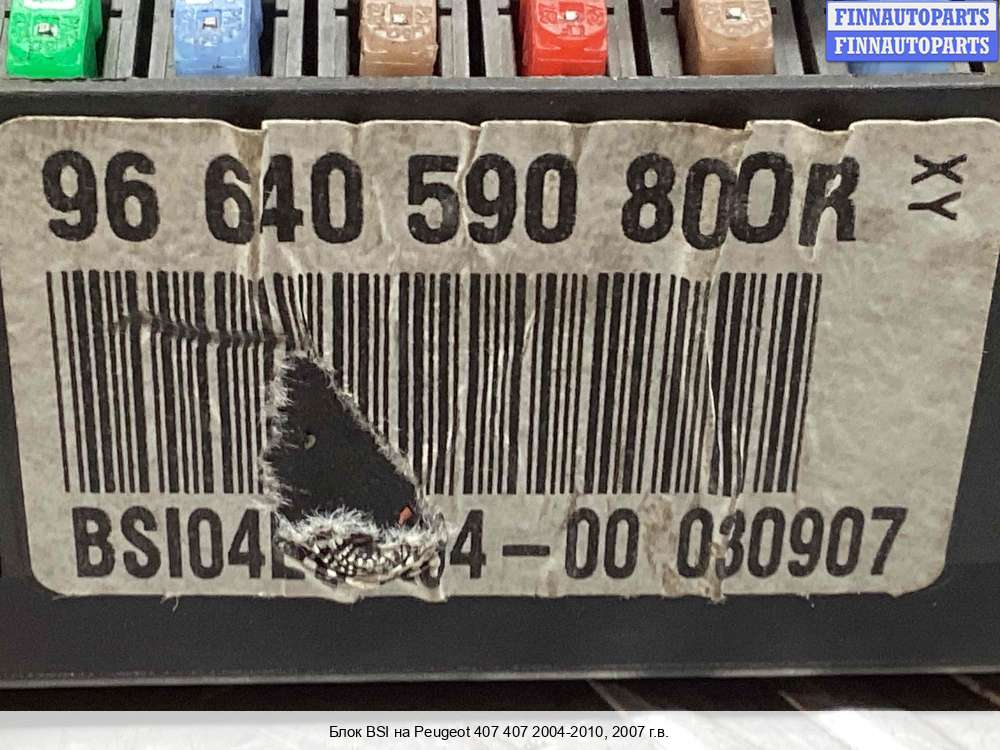 FINNAUTOPARTS
FINNAUTOPARTS
96 640 590 800R XY
BSI04 4-00 030907
Блок BSI на Peugeot 407 407 2004-2010, 2007 г.в.